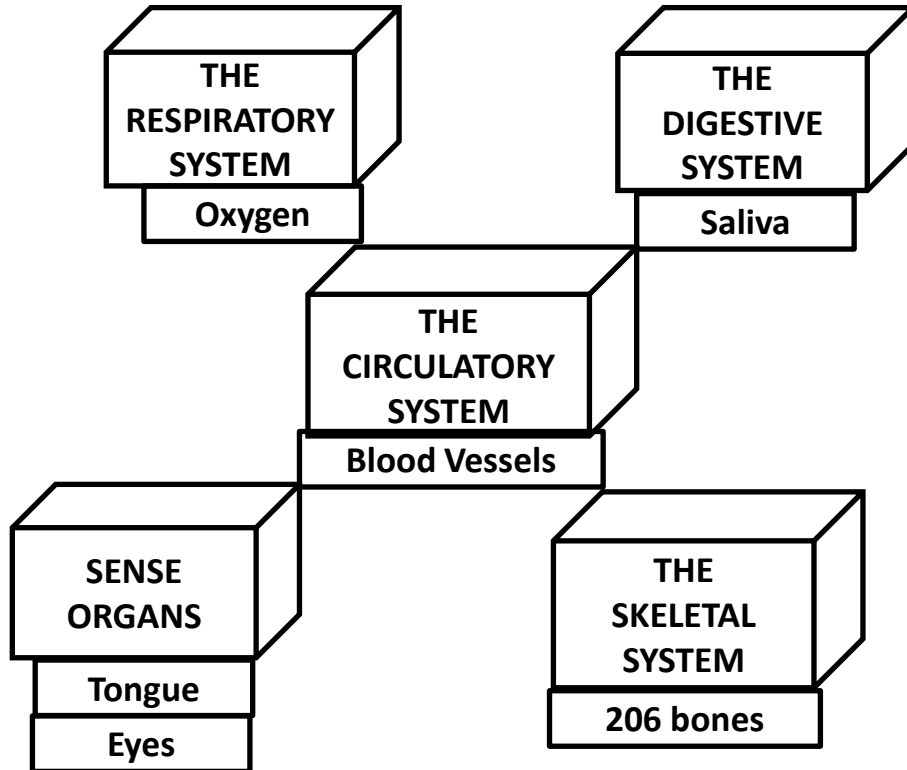 THE
RESPIRATORY
SYSTEM
Oxygen
THE
DIGESTIVE
SYSTEM
Saliva
THE
CIRCULATORY
SYSTEM
Blood Vessels
SENSE
ORGANS
Tongue
Eyes
THE
SKELETAL
SYSTEM
206 bones